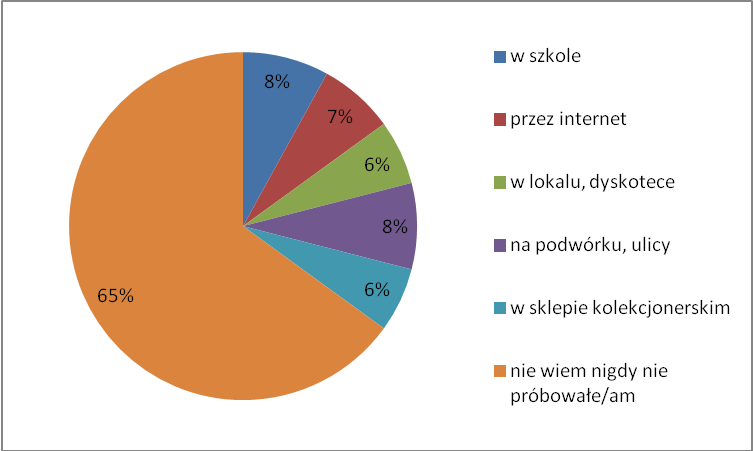 8%
7%
6%
8%
6%
65%
w szkole
przez internet
w lokalu, dyskotece
na podwórku, ulicy
w sklepie kolekcjonerskim
nie wiem nigdy nie
próbowałe/am